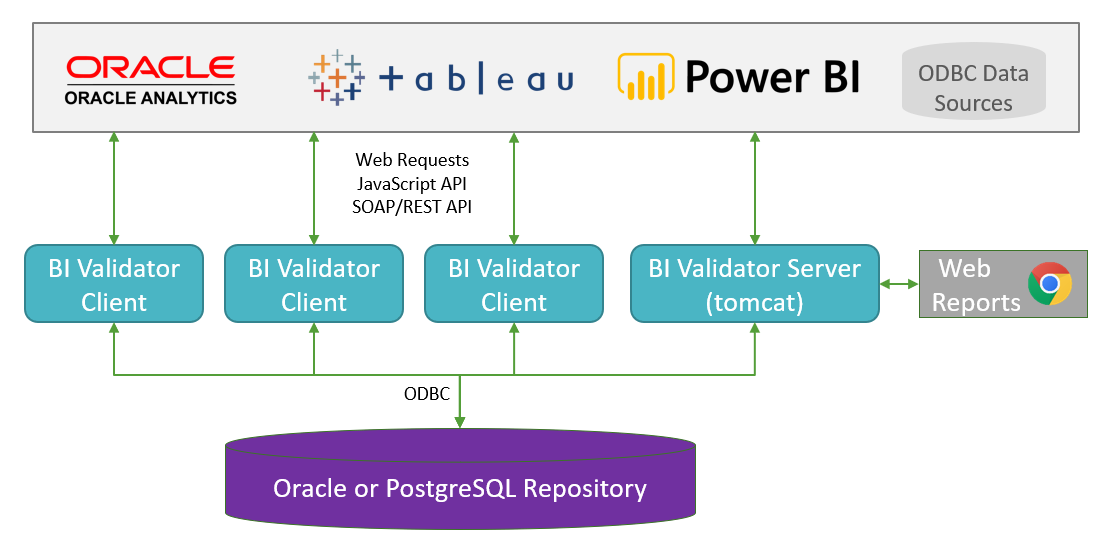 ORACLE
ORACLE ANALYTICS
+ a b | e a u
Power BI
ODBC Data
Sources
Web Requests
JavaScript API
SOAP/REST API
BI Validator
Client
BI Validator
Client
BI Validator
Client
BI Validator Server
(tomcat)
Web
Reports
ODBC
Oracle or PostgreSQL Repository